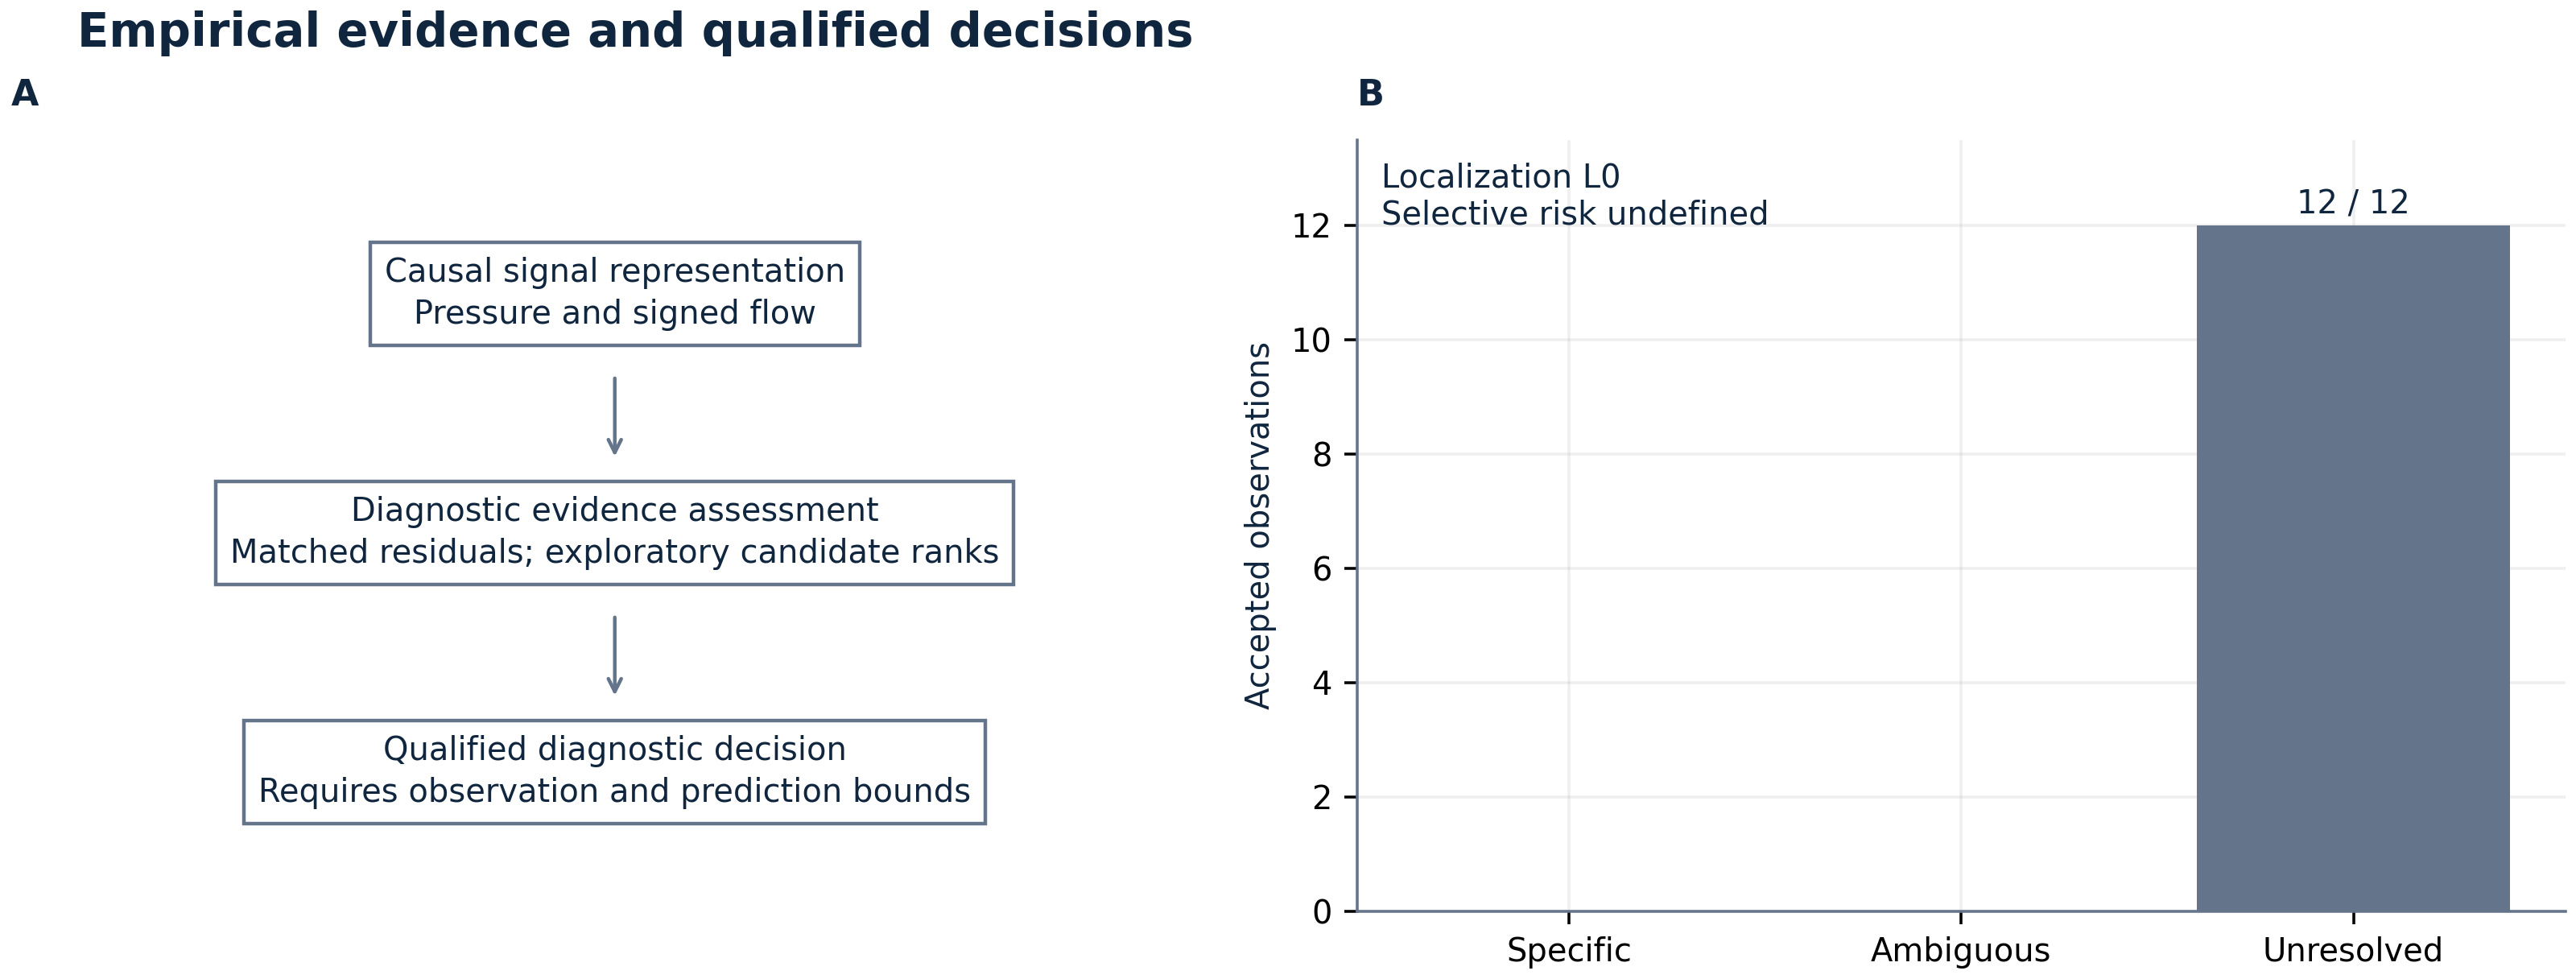 Empirical evidence and qualified decisions
A
Causal signal representation
Pressure and signed flow
Diagnostic evidence assessment
Matched residuals; exploratory candidate ranks
Qualified diagnostic decision
Requires observation and prediction bounds
B
Localization L0
Selective risk undefined
12 / 12
Accepted observations
12
10
8
6
4
2
0
Specific
Ambiguous
Unresolved